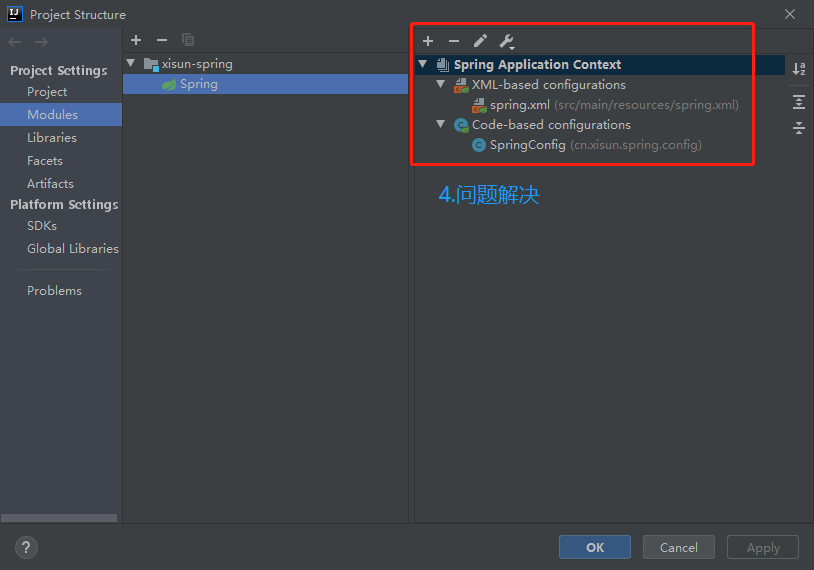 Project Structure
Project Settings
Project
Modules
Libraries
Facets
Artifacts
Platform Settings
SDKs
Global Libraries
Problems
xisun-spring
Spring
Spring Application Context
XML-based configurations
spring.xml (src/main/resources/spring.xml)
Code-based configurations
SpringConfig (cn.xisun.spring.config)
4.问题解决
?
OK
Cancel
Apply